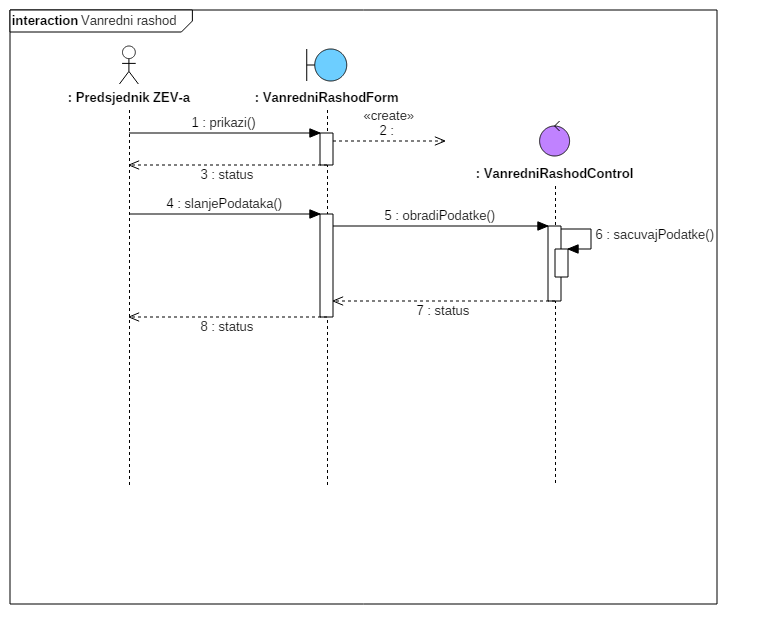 interaction Vanredni rashod
: Predsjednik ZEV-a
: VanredniRashodForm
«create»
1 : prikazi()
2 :
: VanredniRashodControl
3 : status
4 : slanjePodataka()
5 : obradiPodatke()
6 : sacuvajPodatke()
7 : status
8 : status